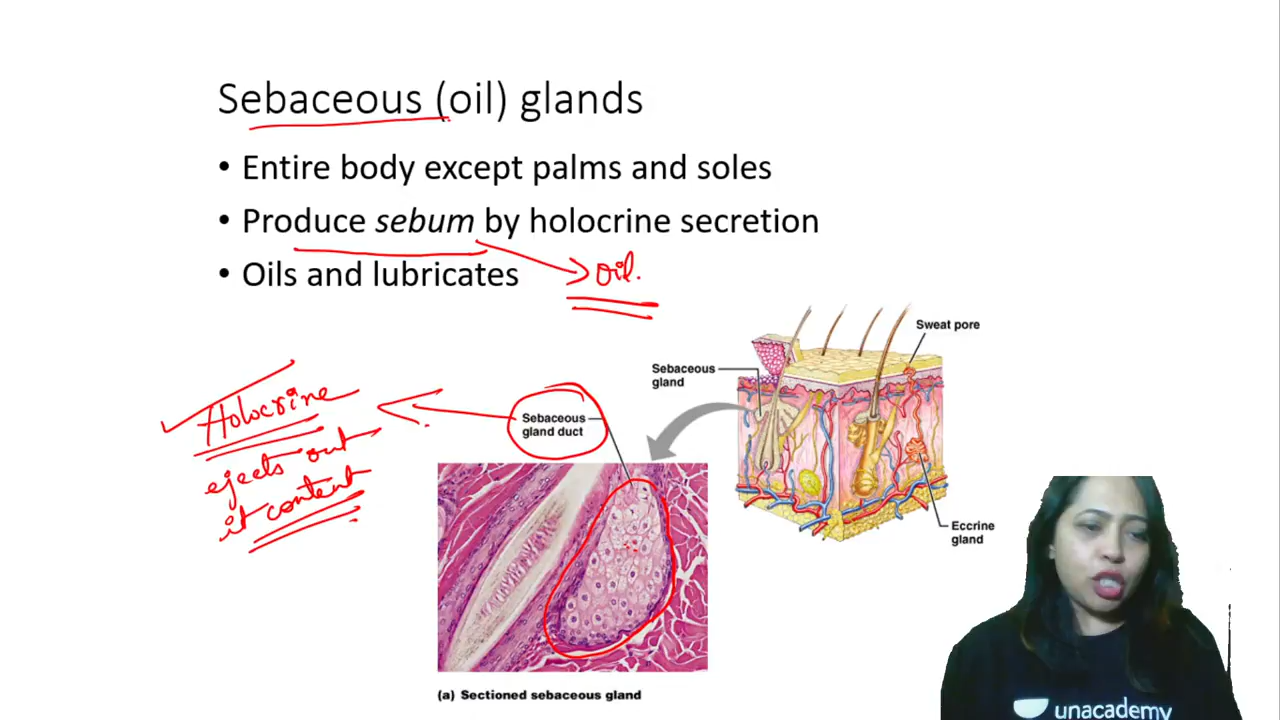 Sebaceous (oil) glands
• Entire body except palms and soles
• Produce sebum by holocrine secretion
• Oils and lubricates
oil.
Sweat pore
Sebaceous
gland
Holocrine
ejects out
it content
Sebaceous
gland duct
Eccrine
gland
(a) Sectioned sebaceous gland
unacademy